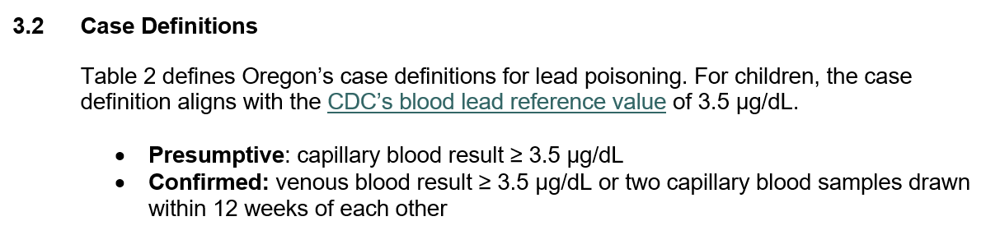 3.2 Case Definitions
Table 2 defines Oregon’s case definitions for lead poisoning. For children, the case
definition aligns with the CDC’s blood lead reference value of 3.5 µg/dL.
• Presumptive: capillary blood result ≥ 3.5 µg/dL
• Confirmed: venous blood result ≥ 3.5 µg/dL or two capillary blood samples drawn
within 12 weeks of each other